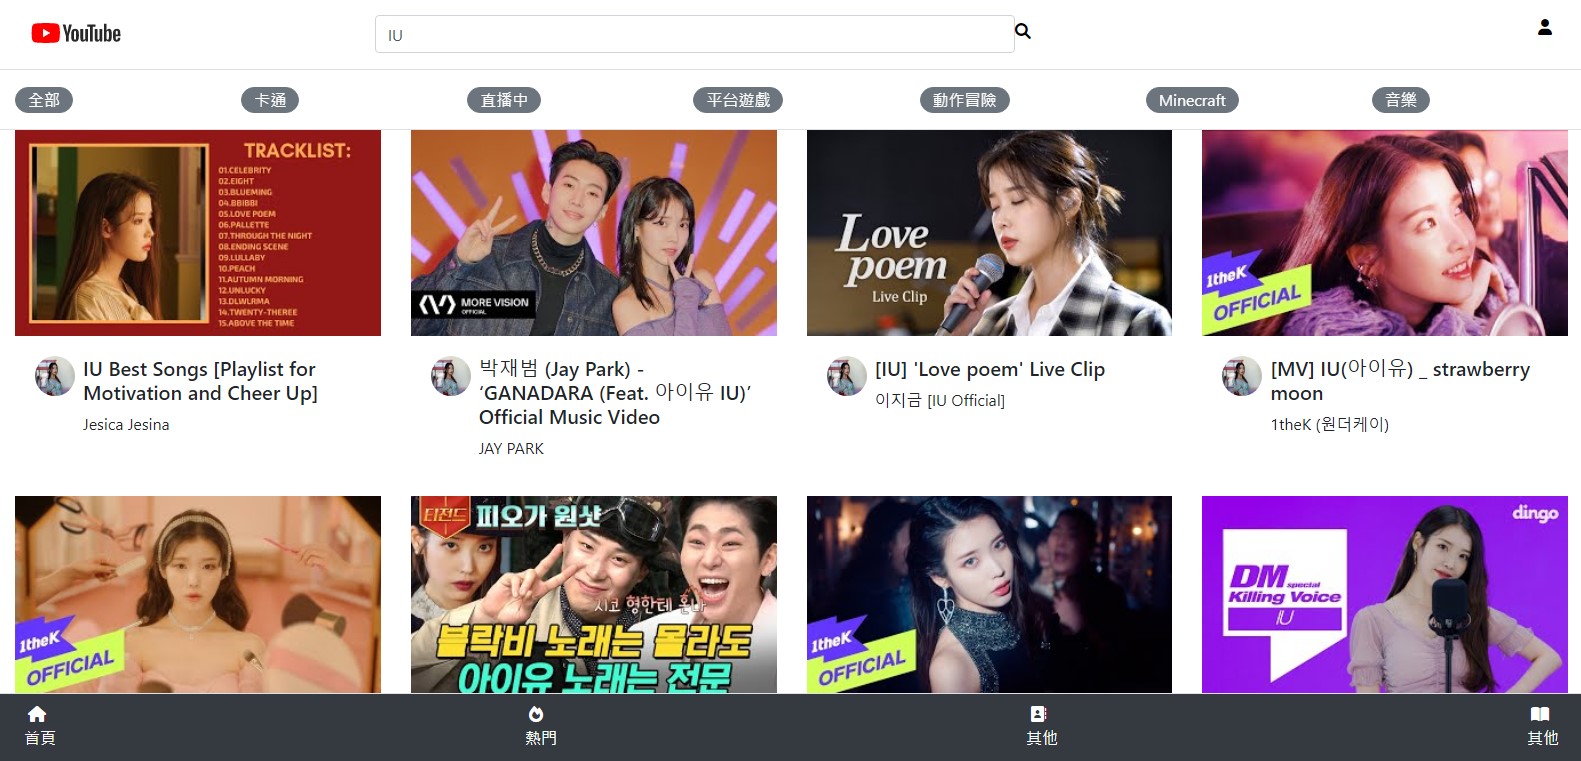 YouTube
IU
全部
卡通
直播中
平台遊戲
動作冒險
Minecraft
音樂
TRACKLIST:
01.CELEBRITY
02.EIGHT
03.BLUEMING
04.BBIBBI
05.LOVE POEM
06.PALLETTE
07.THROUGH THE NIGHT
08.ENDING SCENE
09.LULLABY
10.PEACH
11.AUTUMN MORNING
12.UNLUCKY
13.DLWLRMA
14.TWENTY-THEREE
15.ABOVE THE TIME
MORE VISION
OFFICIAL
Love
poem
Live Clip
1theK
OFFICIAL
IU Best Songs [Playlist for
Motivation and Cheer Up]
Jesica Jesina
박재범 (Jay Park) -
‘GANADARA (Feat. 아이유 IU)’
Official Music Video
JAY PARK
[IU] 'Love poem' Live Clip
이지금 [IU Official]
[MV] IU(아이유) _ strawberry
moon
1theK (원더케이)
1theK
OFFICIAL
티전드
피오가 원샷
시고 형한테 혼나
블락비 노래는 몰라도
아이유 노래는 전문
1theK
OFFICIAL
dingo
DM special
Killing Voice
IU
首頁
熱門
其他
其他